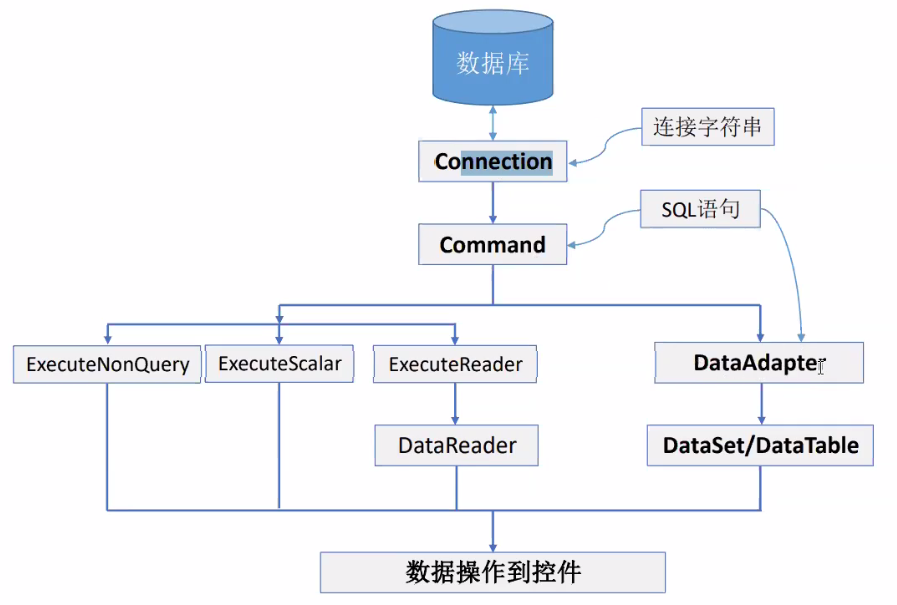 数据库
连接字符串
Connection
SQL语句
Command
ExecuteNonQuery
ExecuteScalar
ExecuteReader
DataAdapter
DataReader
DataSet/DataTable
数据操作到控件